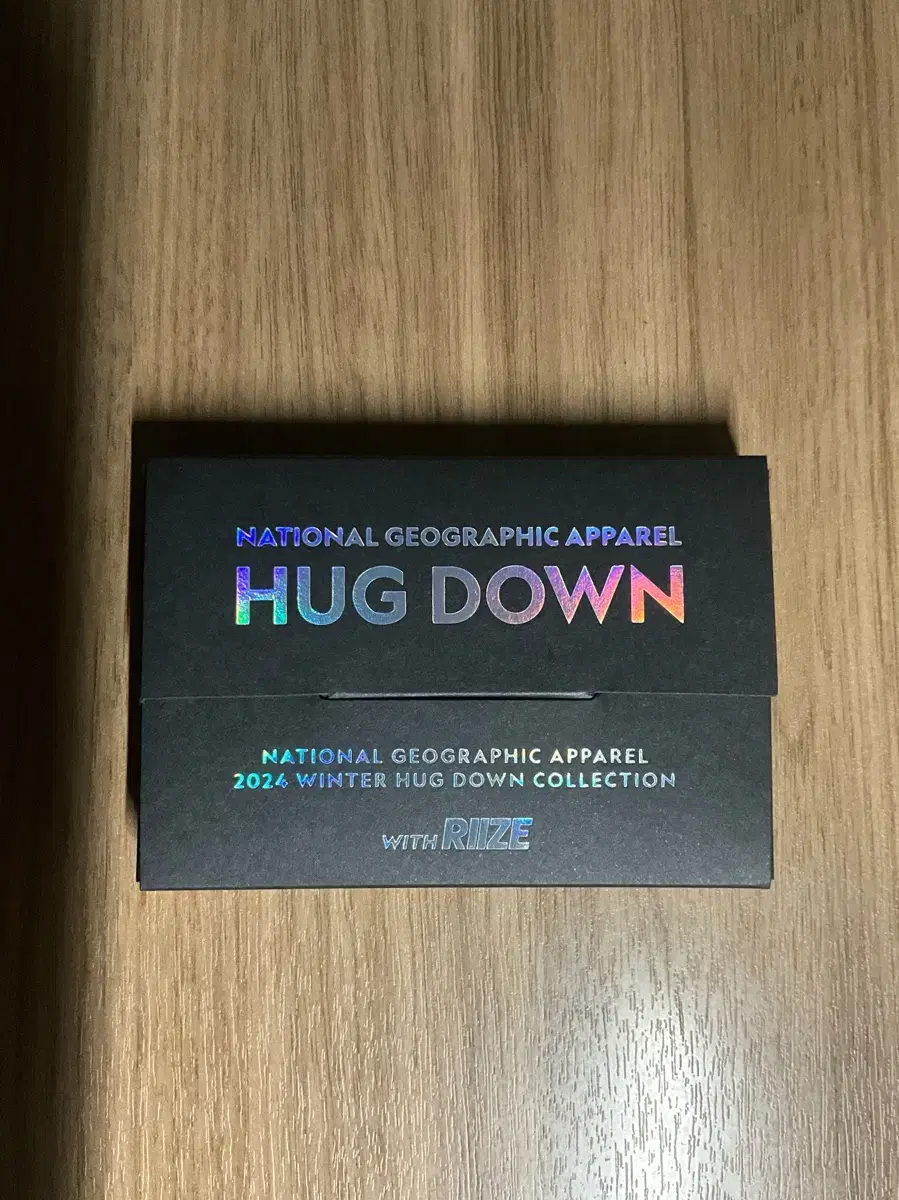 NATIONAL GEOGRAPHIC APPAREL
HUG DOWN
NATIONAL GEOGRAPHIC APPAREL
2024 WINTER HUG DOWN COLLECTION
WITH RIIZE